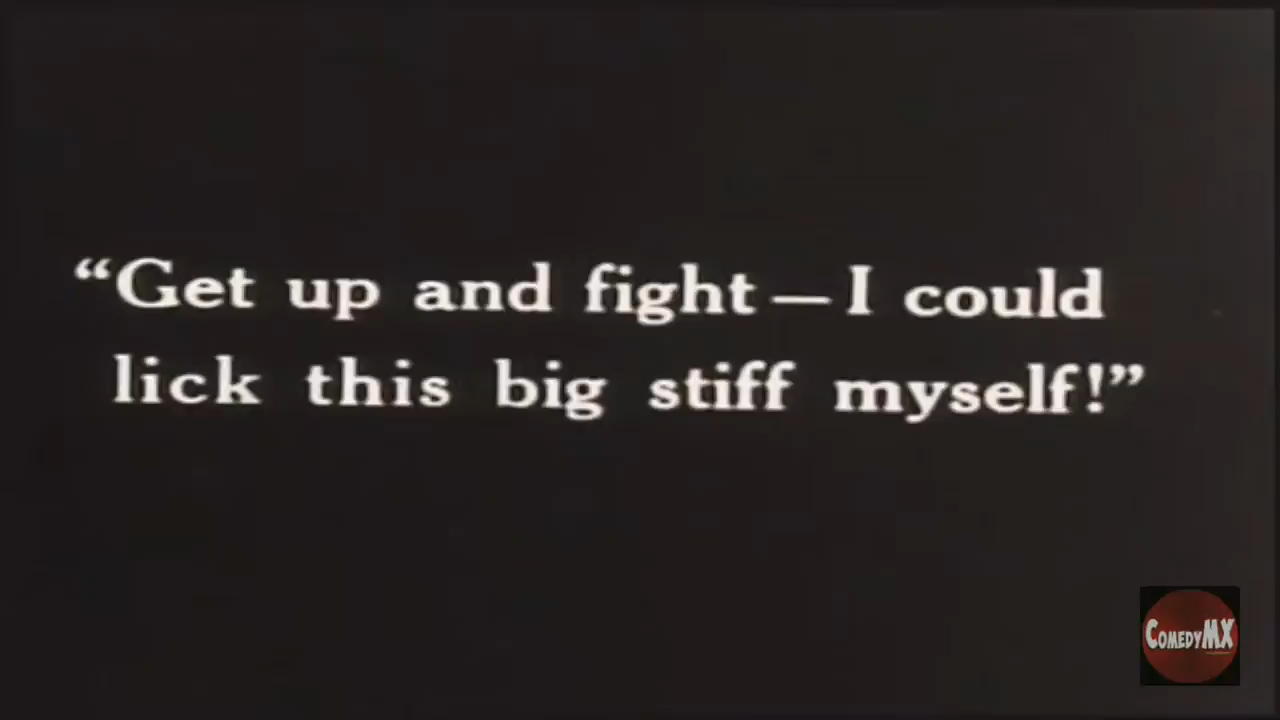 “Get up and fight — I could
lick this big stiff myself!”
COMEDYMX